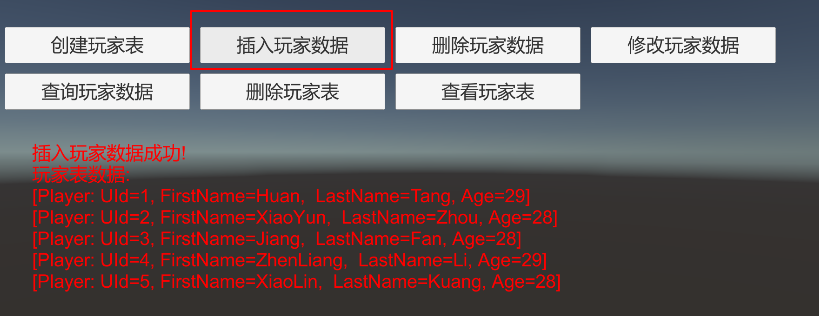 创建玩家表 插入玩家数据 删除玩家数据 修改玩家数据
查询玩家数据 删除玩家表 查看玩家表
插入玩家数据成功!
玩家表数据:
[Player: UId=1, FirstName=Huan,  LastName=Tang, Age=29]
[Player: UId=2, FirstName=XiaoYun,  LastName=Zhou, Age=28]
[Player: UId=3, FirstName=Jiang,  LastName=Fan, Age=28]
[Player: UId=4, FirstName=ZhenLiang,  LastName=Li, Age=29]
[Player: UId=5, FirstName=XiaoLin,  LastName=Kuang, Age=28]